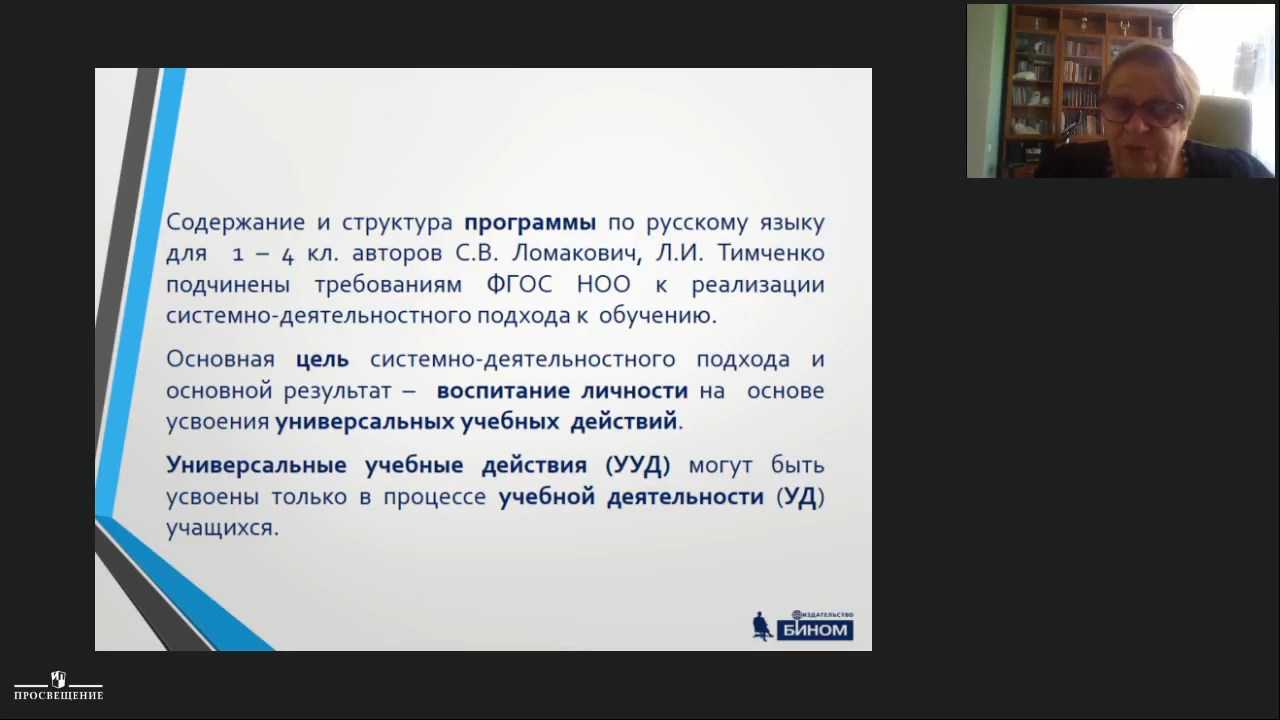 Содержание и структура программы по русскому языку
для 1 – 4 кл. авторов С.В. Ломакович, Л.И. Тимченко
подчинены требованиям ФГОС НОО к реализации
системно-деятельностного подхода к обучению.
Основная цель системно-деятельностного подхода и
основной результат – воспитание личности на основе
усвоения универсальных учебных действий.
Универсальные учебные действия (УУД) могут быть
усвоены только в процессе учебной деятельности (УД)
учащихся.
ИЗДАТЕЛЬСТВО
БИНОМ
ПРОСВЕЩЕНИЕ